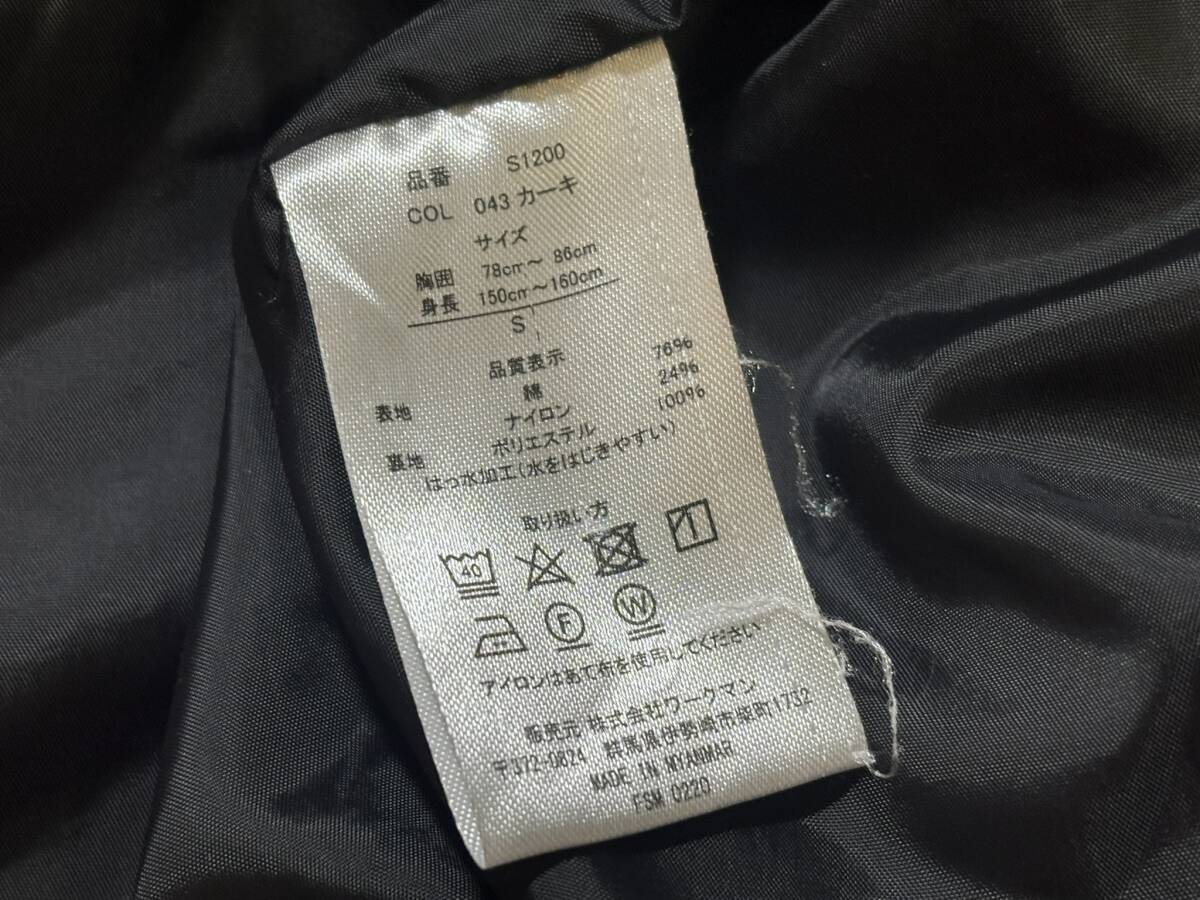 品番 S1200
COL 043 カーキ
サイズ
胸囲 78cm～ 86cm
身長 150cm～160cm
S
品質表示
表地 綿 76%
ナイロン 24%
裏地 ポリエステル 100%
はっ水加工(水をはじきやすい)
取り扱い方
40
F W
アイロンはあて布を使用してください
販売元 株式会社ワークマン
〒372-0824 群馬県伊勢崎市柴町1732
MADE IN MYANMAR
FSM 0220